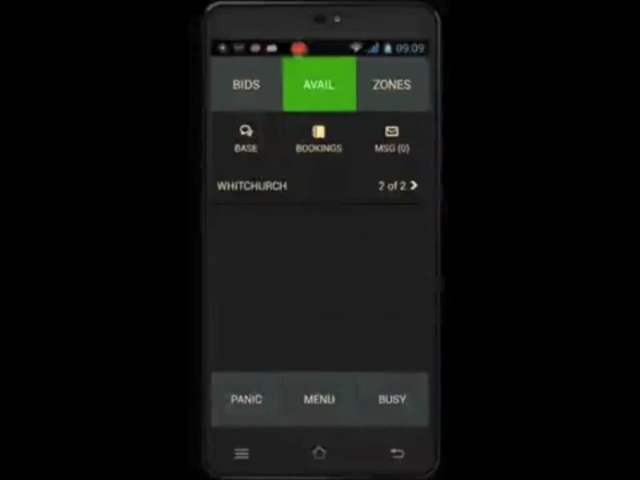 09:09
BIDS AVAIL ZONES
BASE BOOKINGS MSG (0)
WHITCHURCH 2 of 2
PANIC MENU BUSY